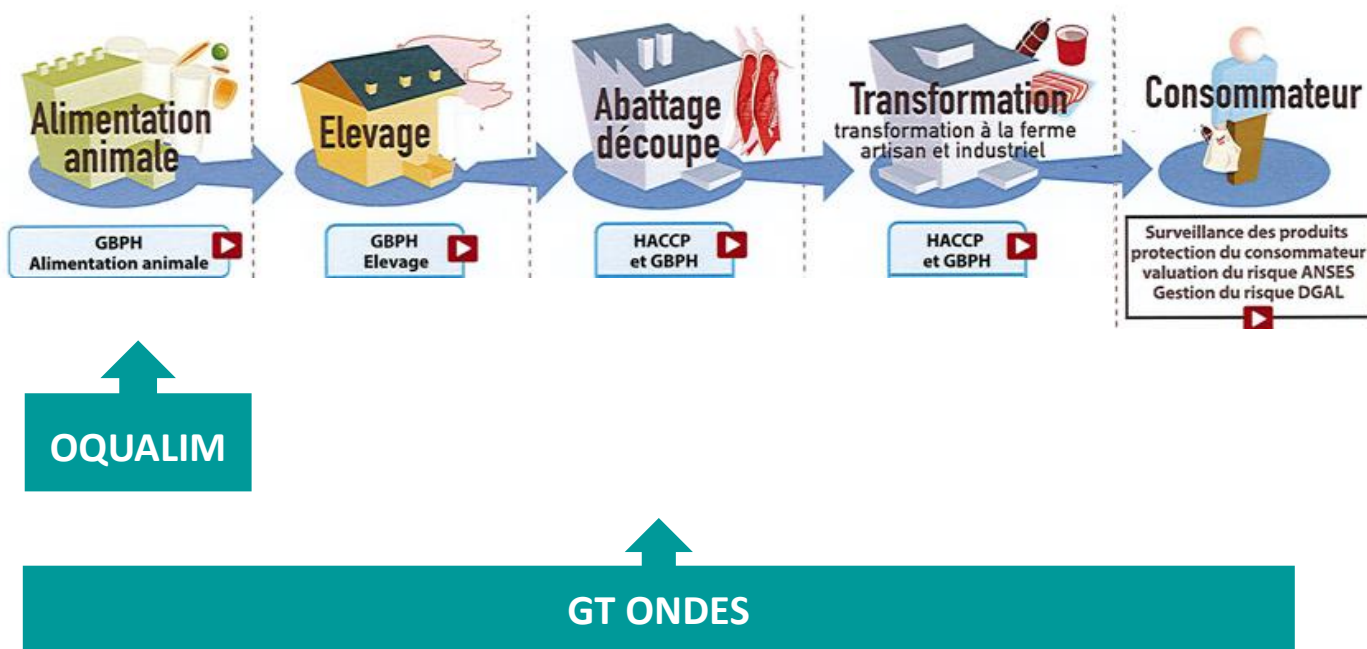 Alimentation
animale
Elevage
Abattage
découpe
Transformation
transformation à la ferme
artisan et industriel
Consommateur
GBPH
Alimentation animale
GBPH
Elevage
HACCP
et GBPH
HACCP
et GBPH
Surveillance des produits
protection du consommateur
valuation du risque ANSES
Gestion du risque DGAL
OQUALIM
GT ONDES